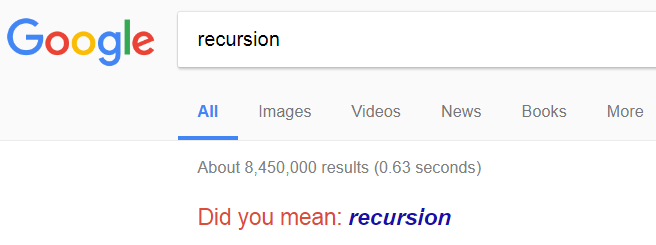 Google
recursion
All Images Videos News Books More
About 8,450,000 results (0.63 seconds)
Did you mean: recursion